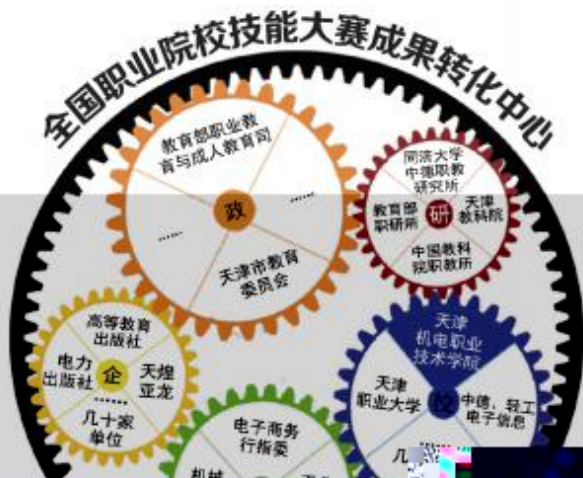 全国职业院校技能大赛成果转化中心
教育部职业教
育与成人教育司
……
政
……
天津市教育
委员会
同济大学
中德职教
研究所
教育部
职研所
研
天津
教科院
中国教科
院职教所
高等教育
出版社
电力
出版社
企
天煌
亚龙
……
几十家
单位
天津
机电职业
技术学院
天津
职业大学
校
中德，轻工
电子信息
……
电子商务
行指委
机械